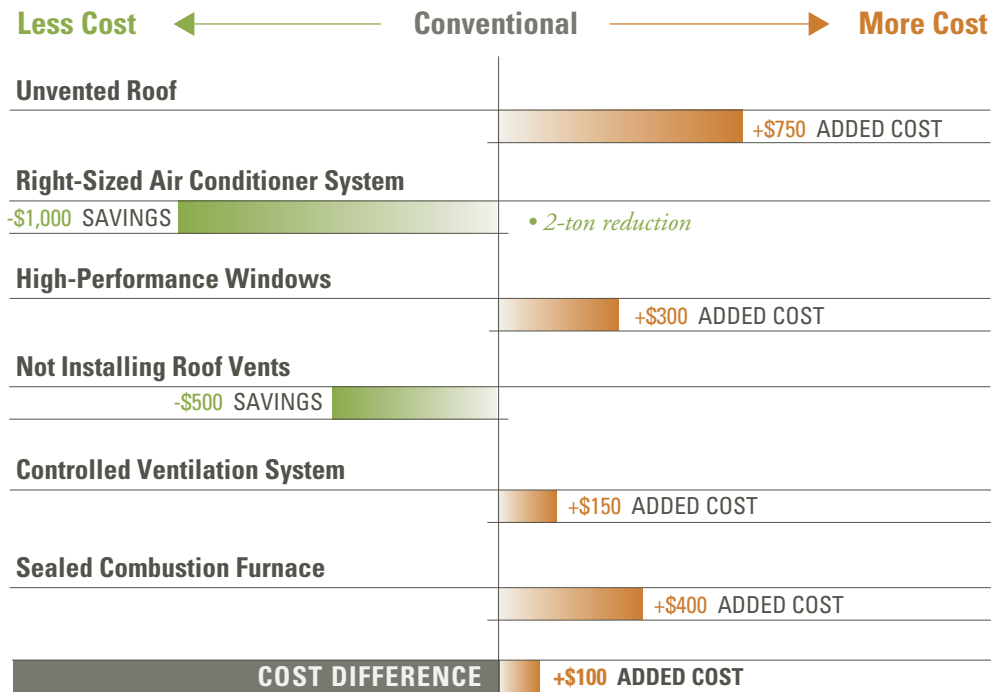 Less Cost Conventional More Cost
Unvented Roof
+$750 ADDED COST
Right-Sized Air Conditioner System
-$1,000 SAVINGS • 2-ton reduction
High-Performance Windows
+$300 ADDED COST
Not Installing Roof Vents
-$500 SAVINGS
Controlled Ventilation System
+$150 ADDED COST
Sealed Combustion Furnace
+$400 ADDED COST
COST DIFFERENCE +$100 ADDED COST